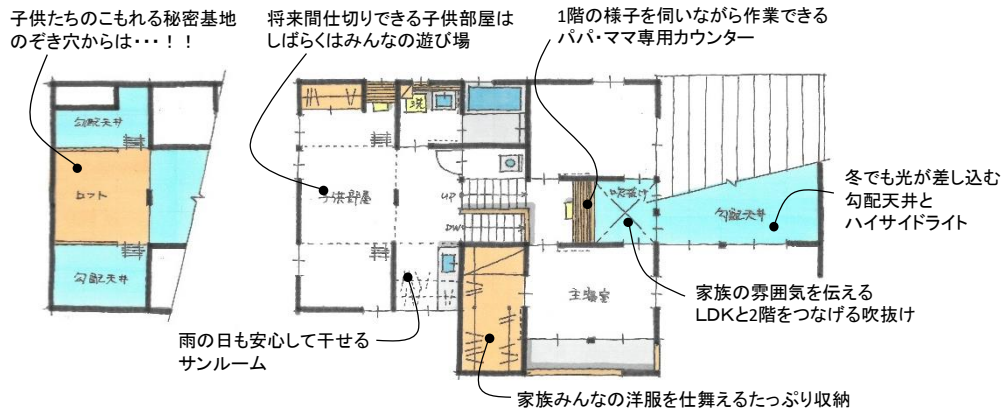 子供たちのこもれる秘密基地
のぞき穴からは・・・！！
将来間仕切りできる子供部屋は
しばらくはみんなの遊び場
1階の様子を伺いながら作業できる
パパ・ママ専用カウンター
勾配天井
ロフト
勾配天井
洗
子供部屋
UP
DW
吹抜け
勾配天井
主寝室
冬でも光が差し込む
勾配天井と
ハイサイドライト
家族の雰囲気を伝える
LDKと2階をつなげる吹抜け
雨の日も安心して干せる
サンルーム
家族みんなの洋服を仕舞えるたっぷり収納